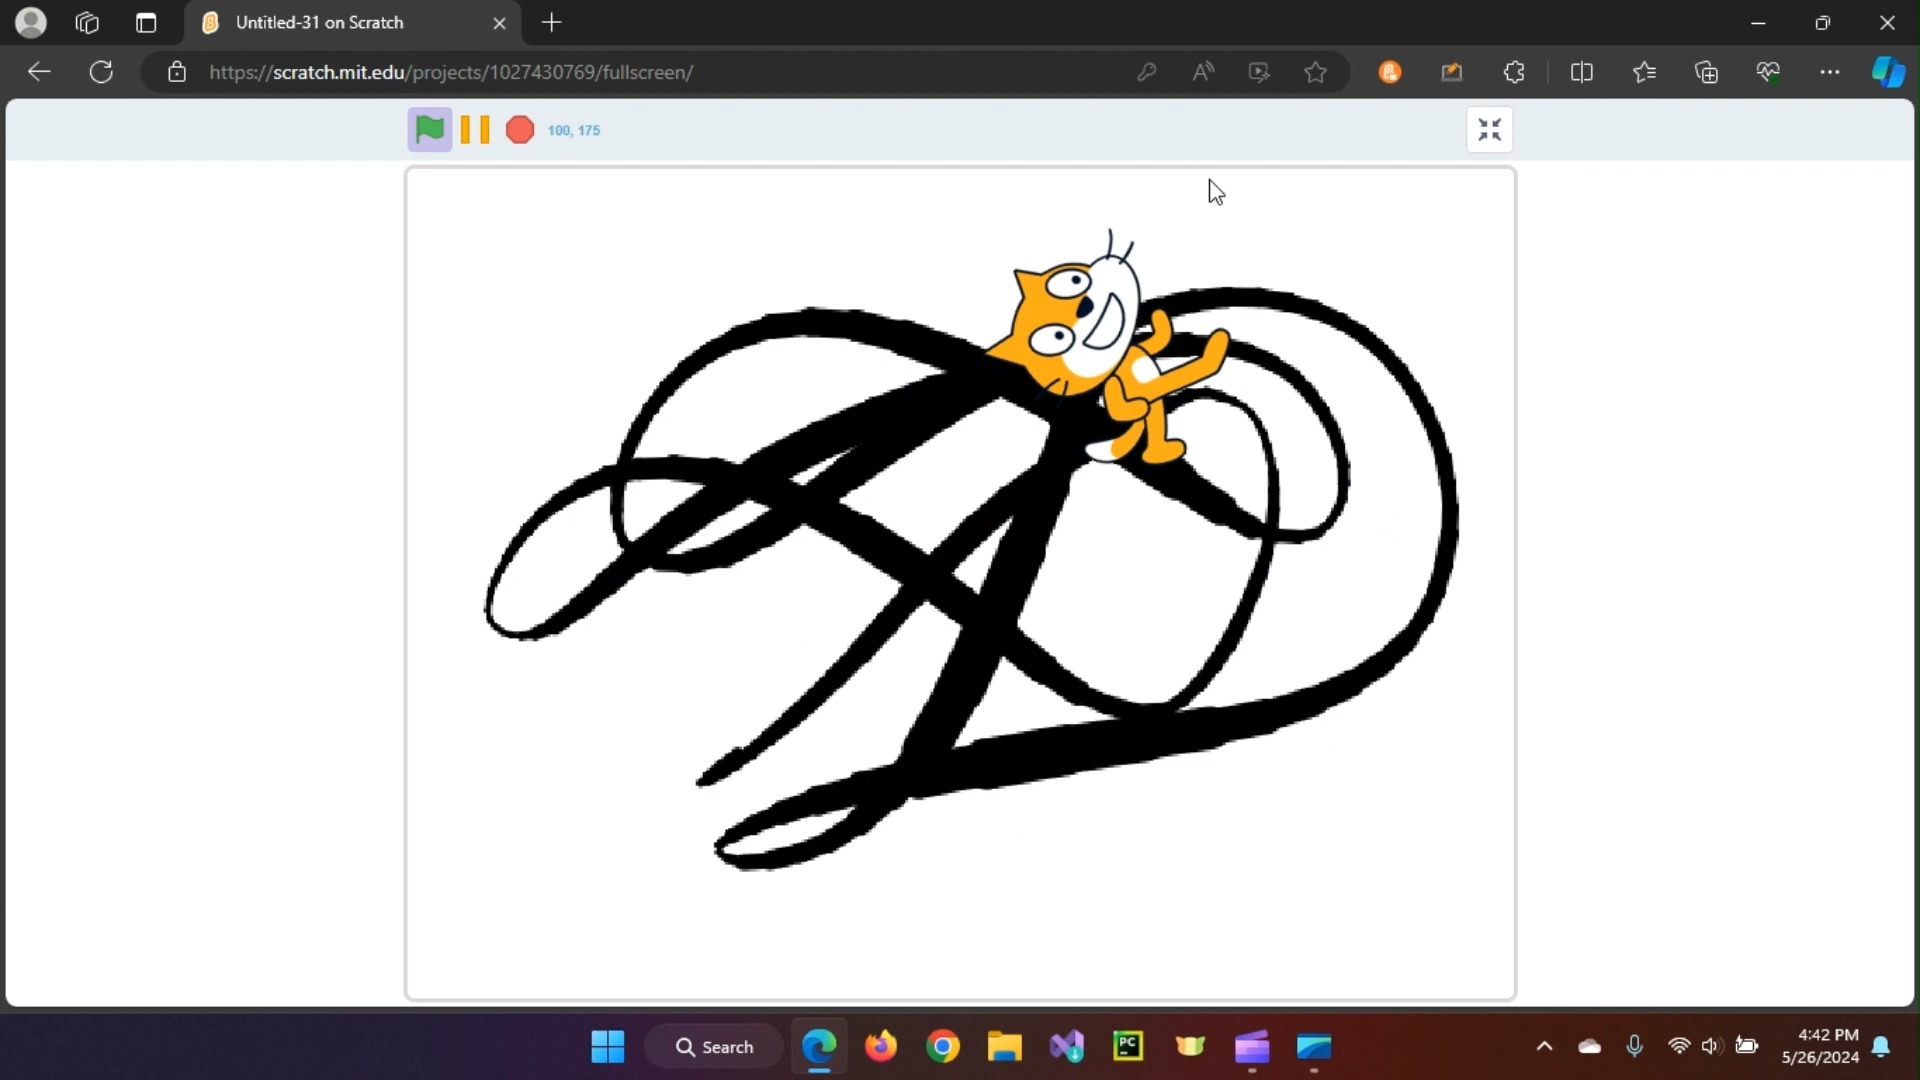 Untitled-31 on Scratch
https://scratch.mit.edu/projects/1027430769/fullscreen/
100, 175
Search
PC
4:42 PM
5/26/2024